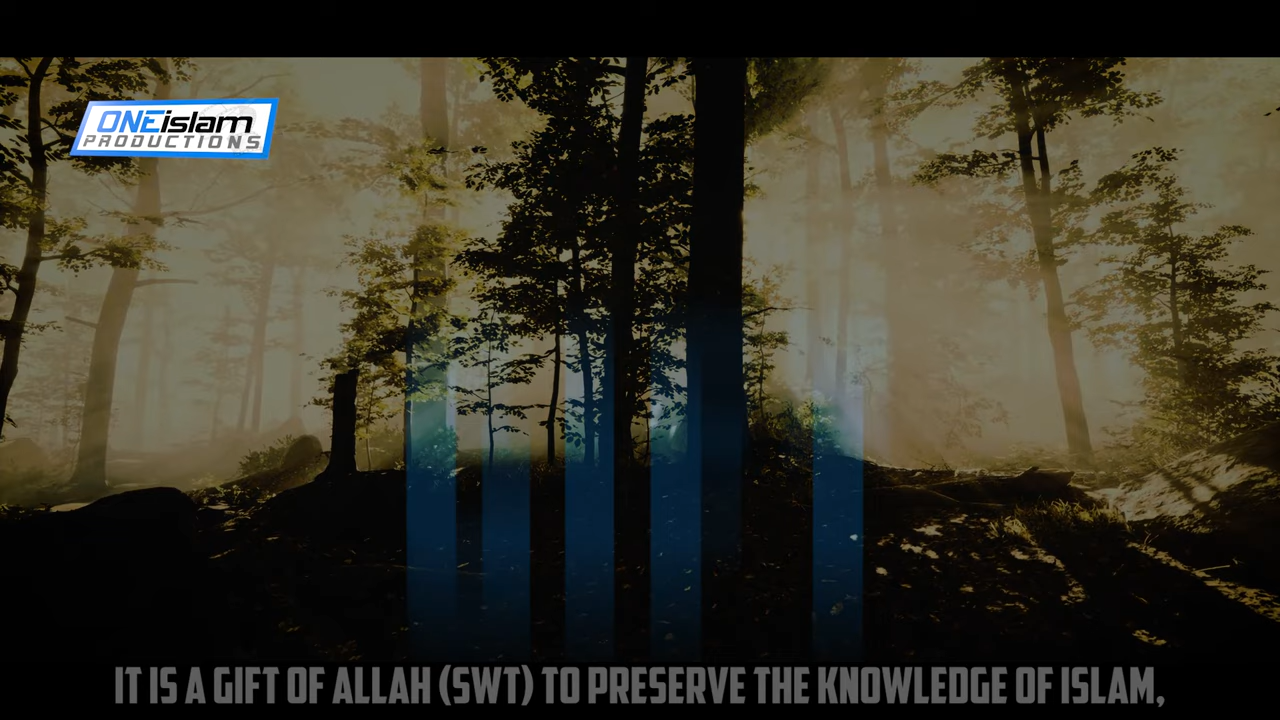 ONEislam
PRODUCTIONS
IT IS A GIFT OF ALLAH (SWT) TO PRESERVE THE KNOWLEDGE OF ISLAM,